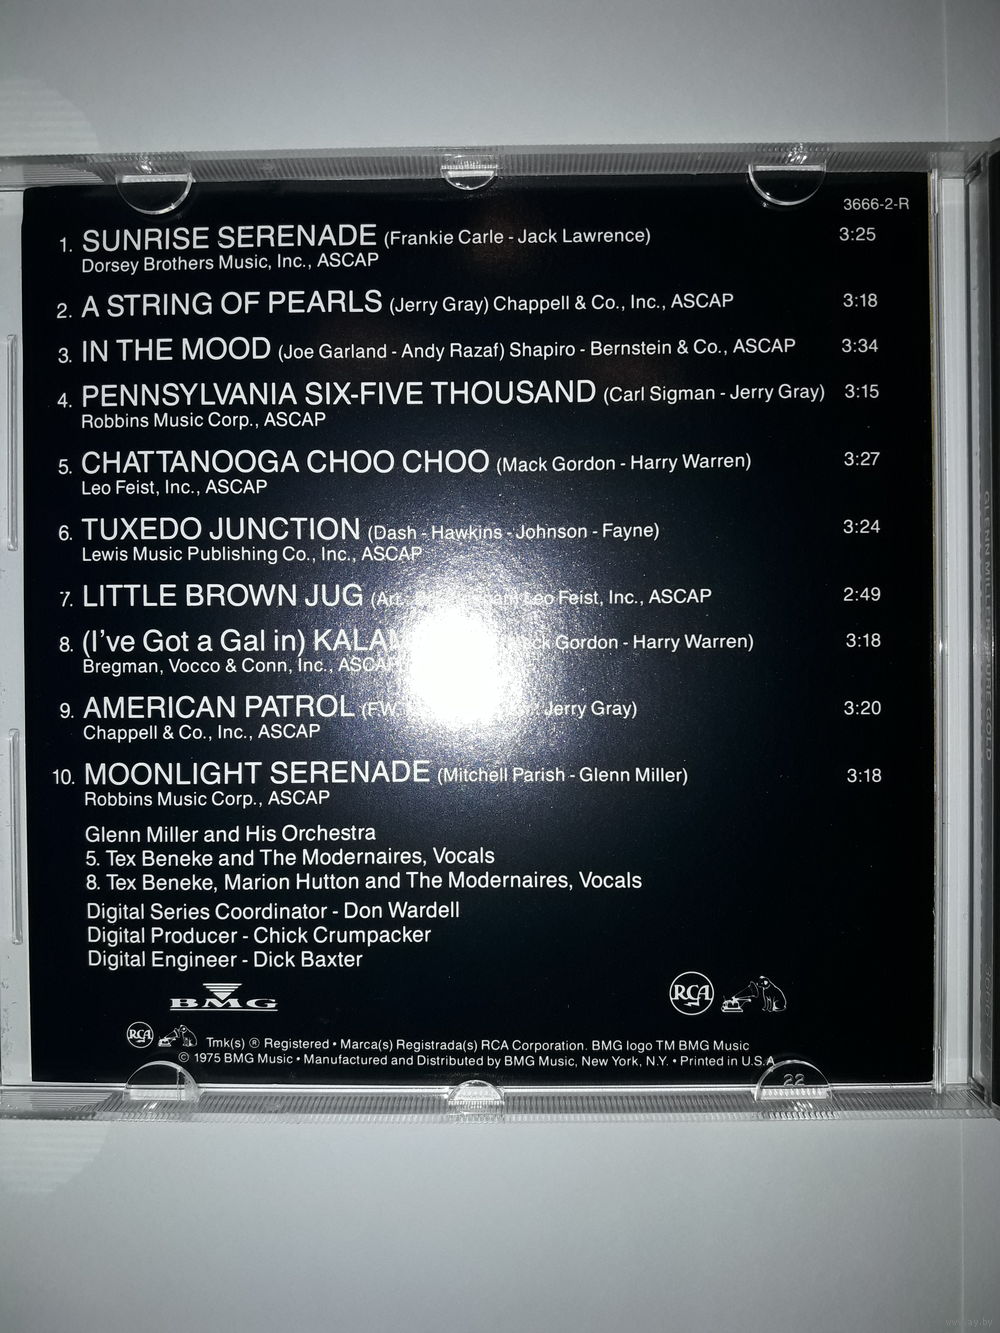 3666-2-R
1. SUNRISE SERENADE (Frankie Carle - Jack Lawrence) 3:25
Dorsey Brothers Music, Inc., ASCAP
2. A STRING OF PEARLS (Jerry Gray) Chappell & Co., Inc., ASCAP 3:18
3. IN THE MOOD (Joe Garland - Andy Razaf) Shapiro - Bernstein & Co., ASCAP 3:34
4. PENNSYLVANIA SIX-FIVE THOUSAND (Carl Sigman - Jerry Gray) 3:15
Robbins Music Corp., ASCAP
5. CHATTANOOGA CHOO CHOO (Mack Gordon - Harry Warren) 3:27
Leo Feist, Inc., ASCAP
6. TUXEDO JUNCTION (Dash - Hawkins - Johnson - Fayne) 3:24
Lewis Music Publishing Co., Inc., ASCAP
7. LITTLE BROWN JUG Leo Feist, Inc., ASCAP 2:49
8. (I've Got a Gal in) Gordon - Harry Warren) 3:18
Bregman, Vocco & Conn, Inc., ASCAP
9. AMERICAN PATROL Jerry Gray) 3:20
Chappell & Co., Inc., ASCAP
10. MOONLIGHT SERENADE (Mitchell Parish - Glenn Miller) 3:18
Robbins Music Corp., ASCAP
Glenn Miller and His Orchestra
5. Tex Beneke and The Modernaires, Vocals
8. Tex Beneke, Marion Hutton and The Modernaires, Vocals
Digital Series Coordinator - Don Wardell
Digital Producer - Chick Crumpacker
Digital Engineer - Dick Baxter
BMG
RCA
RCA Tmk(s) ® Registered • Marca(s) Registrada(s) RCA Corporation. BMG logo TM BMG Music
© 1975 BMG Music • Manufactured and Distributed by BMG Music, New York, N.Y. • Printed in U.S.A
22
GLENN MILLER PURE GOLD
www.ay.by